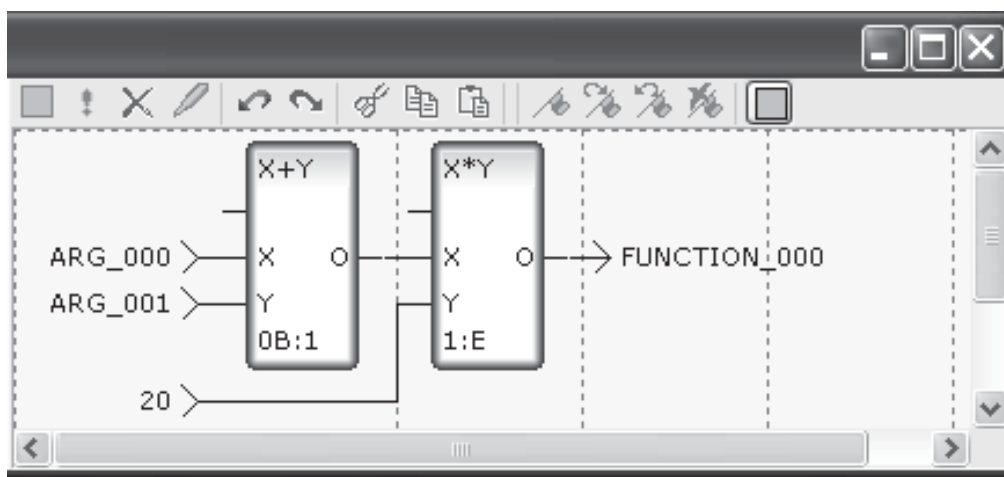 X+Y X*Y
ARG_000 X O X O FUNCTION_000
ARG_001 Y Y
0B:1 1:E
20